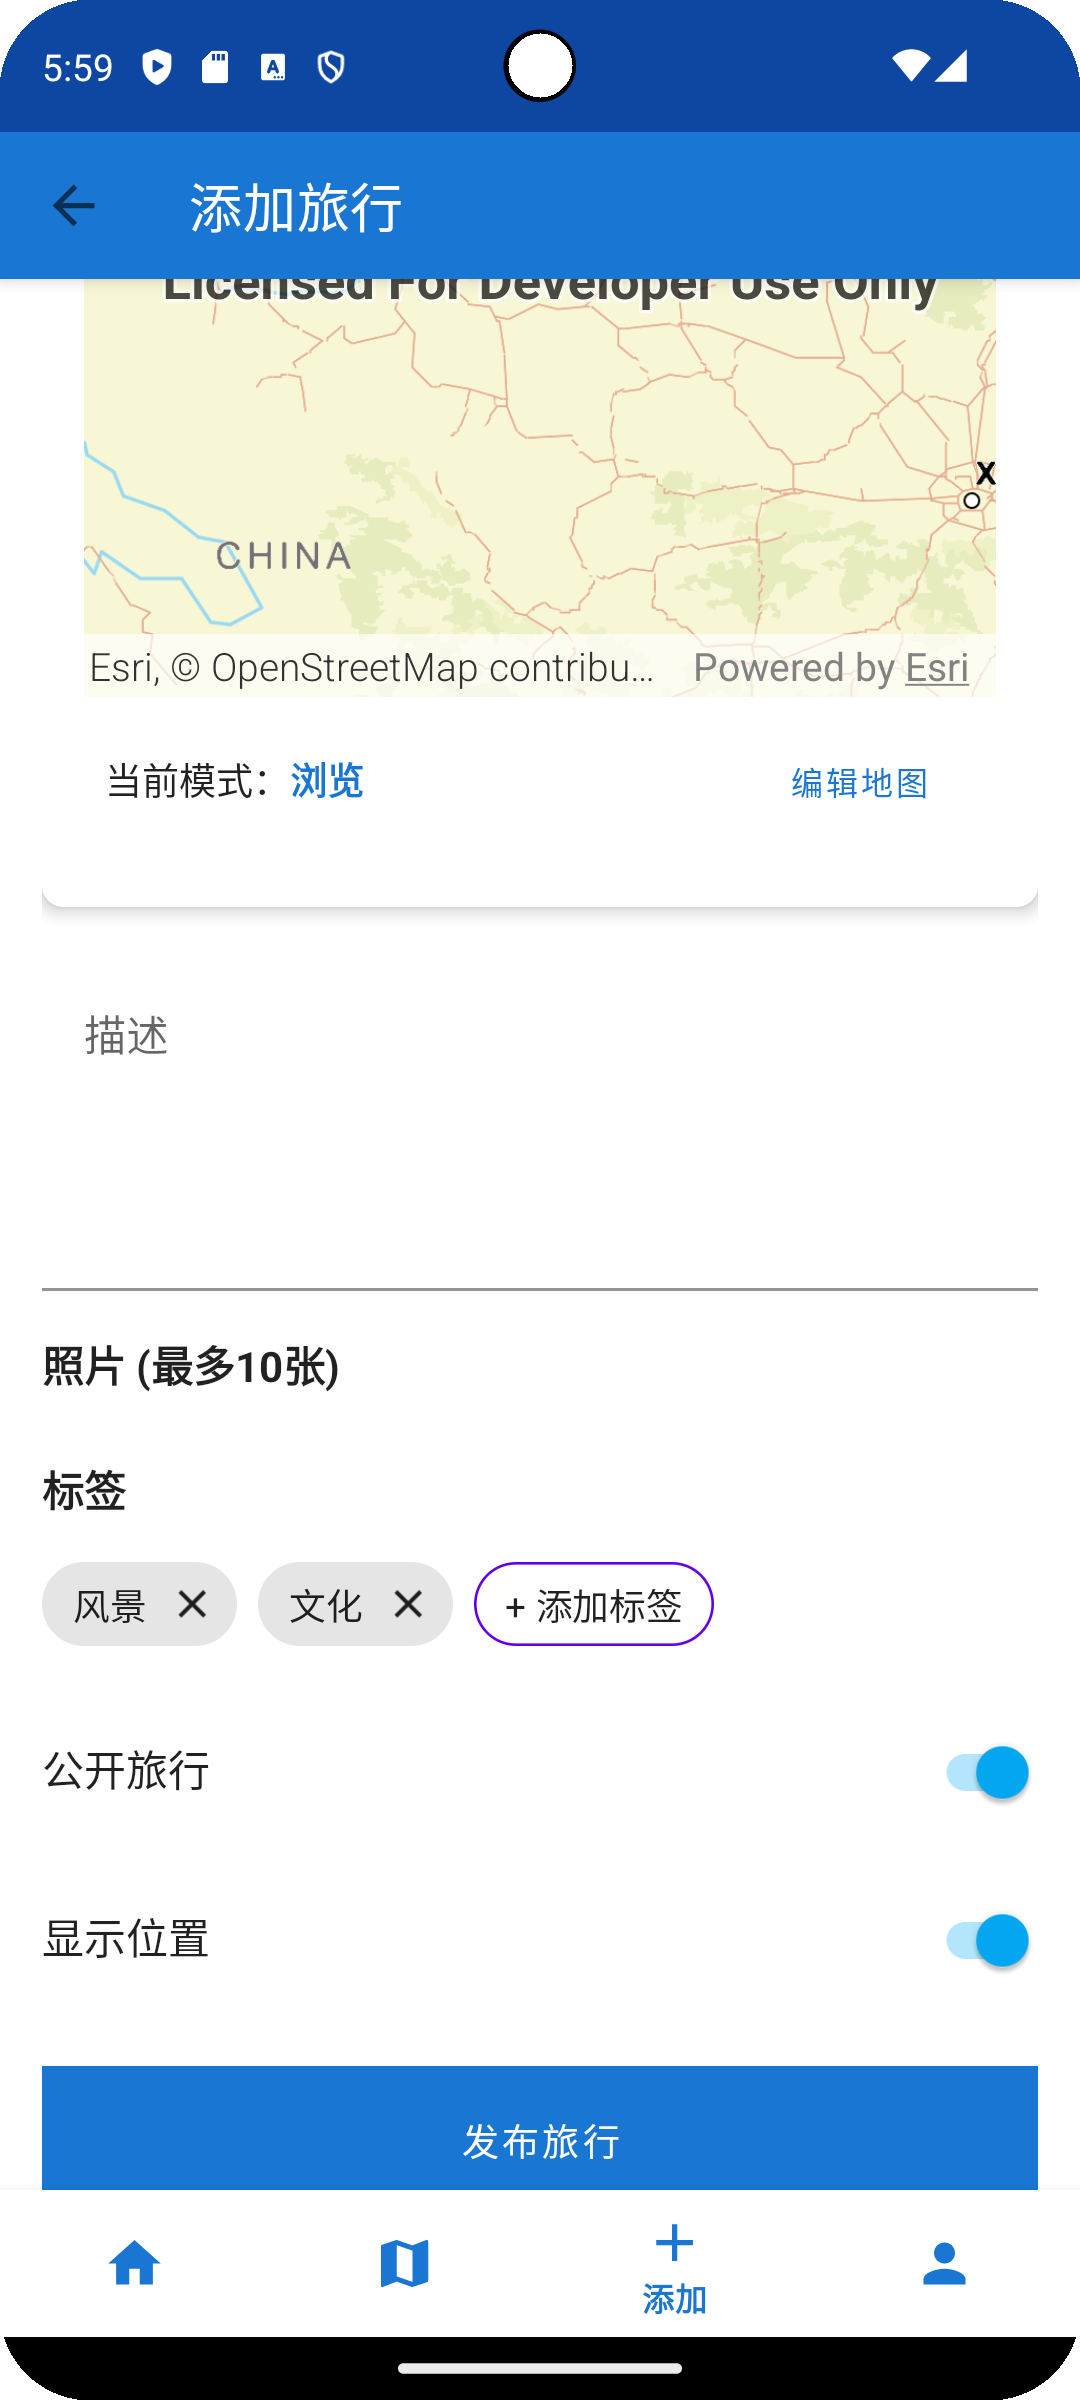 5:59
添加旅行
Licensed For Developer Use Only
X
CHINA
Esri, © OpenStreetMap contribu... Powered by Esri
当前模式：浏览 编辑地图
描述
照片 (最多10张)
标签
风景 文化 + 添加标签
公开旅行
显示位置
发布旅行
添加